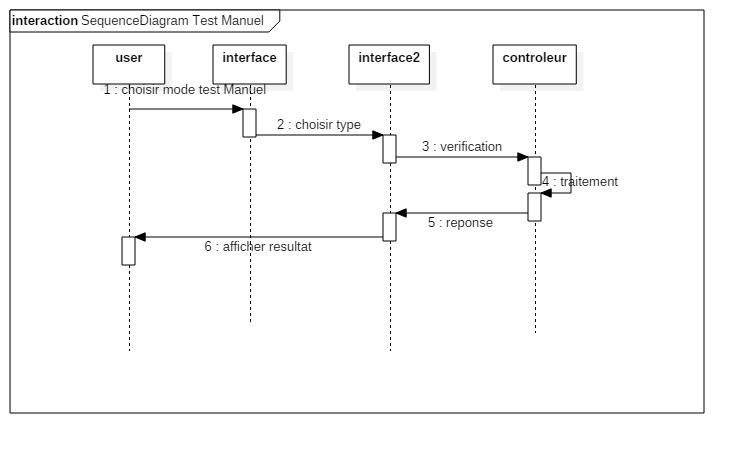 interaction SequenceDiagram Test Manuel
user
interface
interface2
controleur
1 : choisir mode test Manuel
2 : choisir type
3 : verification
4 : traitement
5 : reponse
6 : afficher resultat